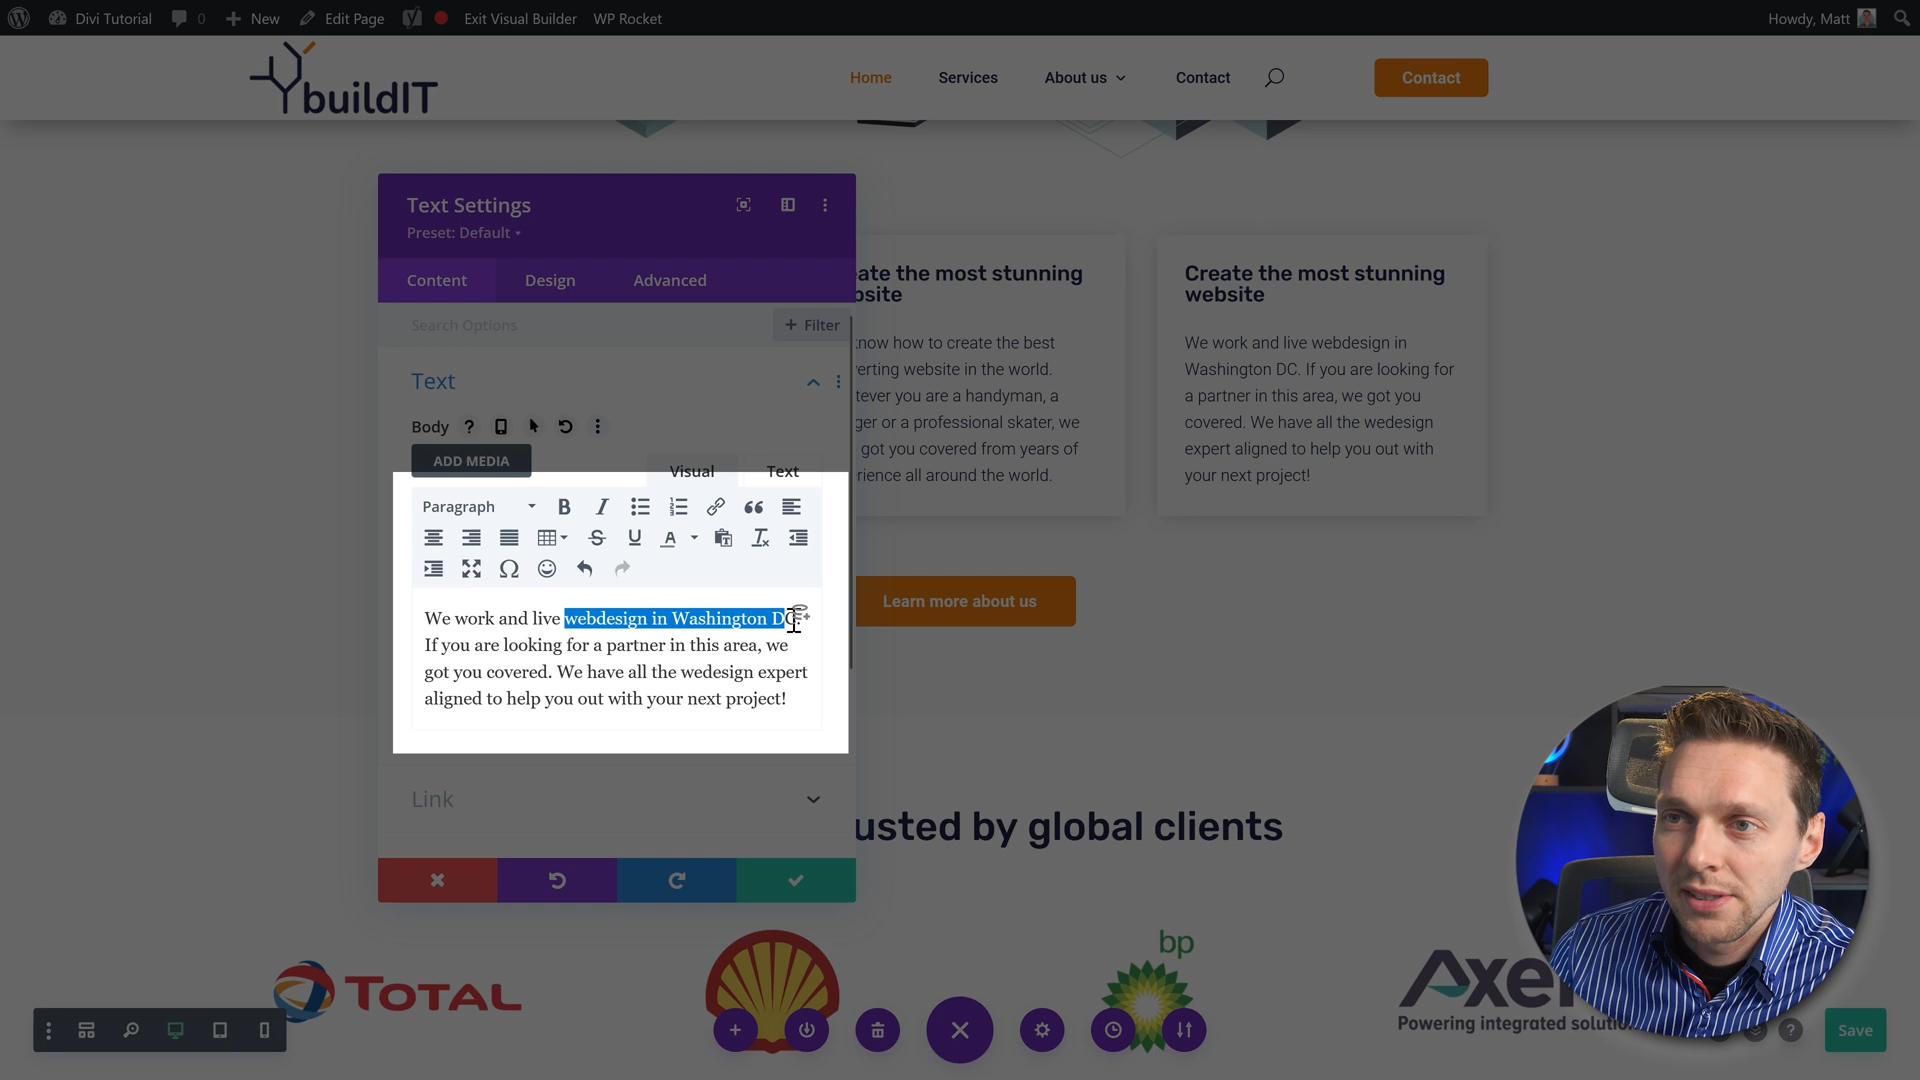 Divi Tutorial
0
New
Edit Page
Exit Visual Builder
WP Rocket
Howdy, Matt
buildIT
Home
Services
About us
Contact
Contact
Text Settings
Preset: Default
Content
Design
Advanced
Search Options
+ Filter
Text
Body
ADD MEDIA
Visual
Text
Paragraph
We work and live webdesign in Washington DC.
If you are looking for a partner in this area, we
got you covered. We have all the wedesign expert
aligned to help you out with your next project!
Link
ate the most stunning
bsite
know how to create the best
erting website in the world.
tever you are a handyman, a
ger or a professional skater, we
got you covered from years of
rience all around the world.
Create the most stunning
website
We work and live webdesign in
Washington DC. If you are looking for
a partner in this area, we got you
covered. We have all the wedesign
expert aligned to help you out with
your next project!
Learn more about us
usted by global clients
TOTAL
bp
Axe
Powering integrated
Save